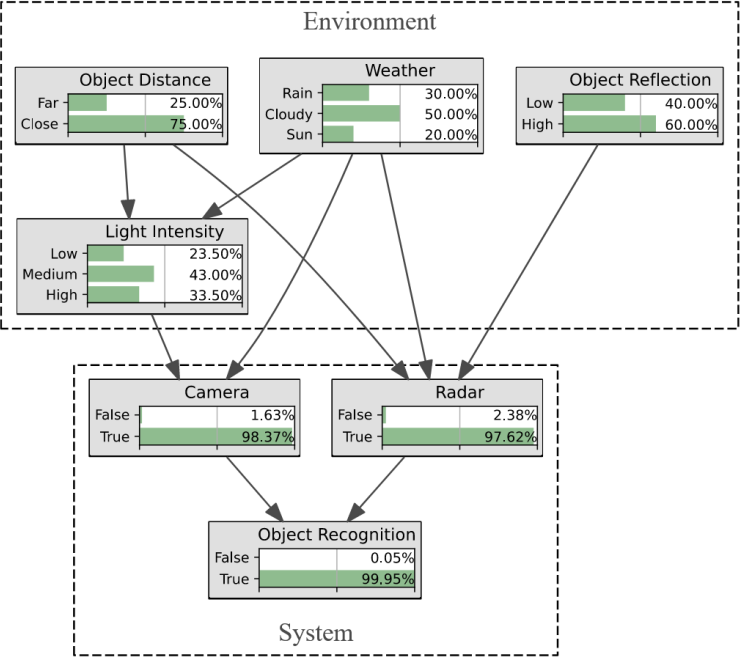 Environment
Object Distance
Far 25.00%
Close 75.00%
Weather
Rain 30.00%
Cloudy 50.00%
Sun 20.00%
Object Reflection
Low 40.00%
High 60.00%
Light Intensity
Low 23.50%
Medium 43.00%
High 33.50%
Camera
False 1.63%
True 98.37%
Radar
False 2.38%
True 97.62%
Object Recognition
False 0.05%
True 99.95%
System